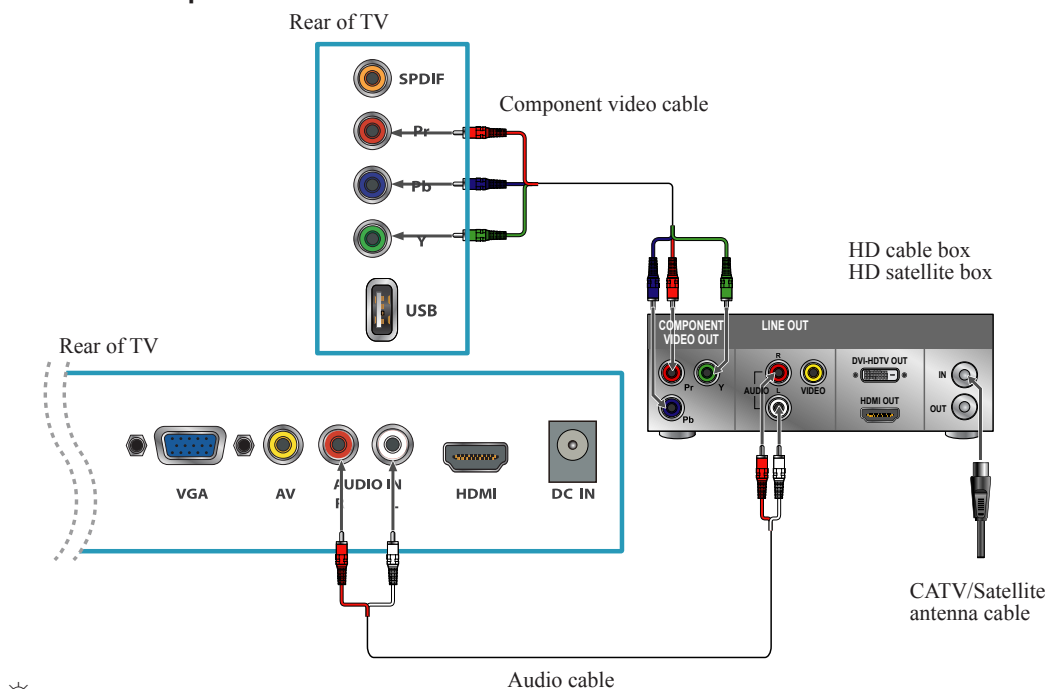 Rear of TV
SPDIF
Component video cable
Pr
Pb
Y
USB
HD cable box
HD satellite box
COMPONENT
VIDEO OUT
LINE OUT
R
Pr
Y
AUDIO
L
VIDEO
Pb
DVI-HDTV OUT
HDMI OUT
IN
OUT
Rear of TV
VGA
AV
AUDIO IN
R
HDMI
DC IN
CATV/Satellite
antenna cable
Audio cable